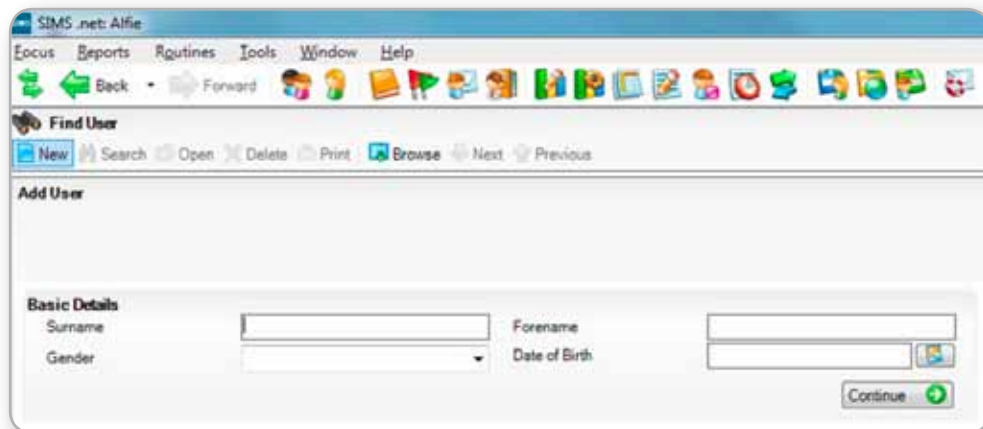 SIMS .net: Alfie
Focus Reports Routines Tools Window Help
Back Forward
Find User
New Search Open Delete Print Browse Next Previous
Add User
Basic Details
Surname Forename
Gender Date of Birth
Continue